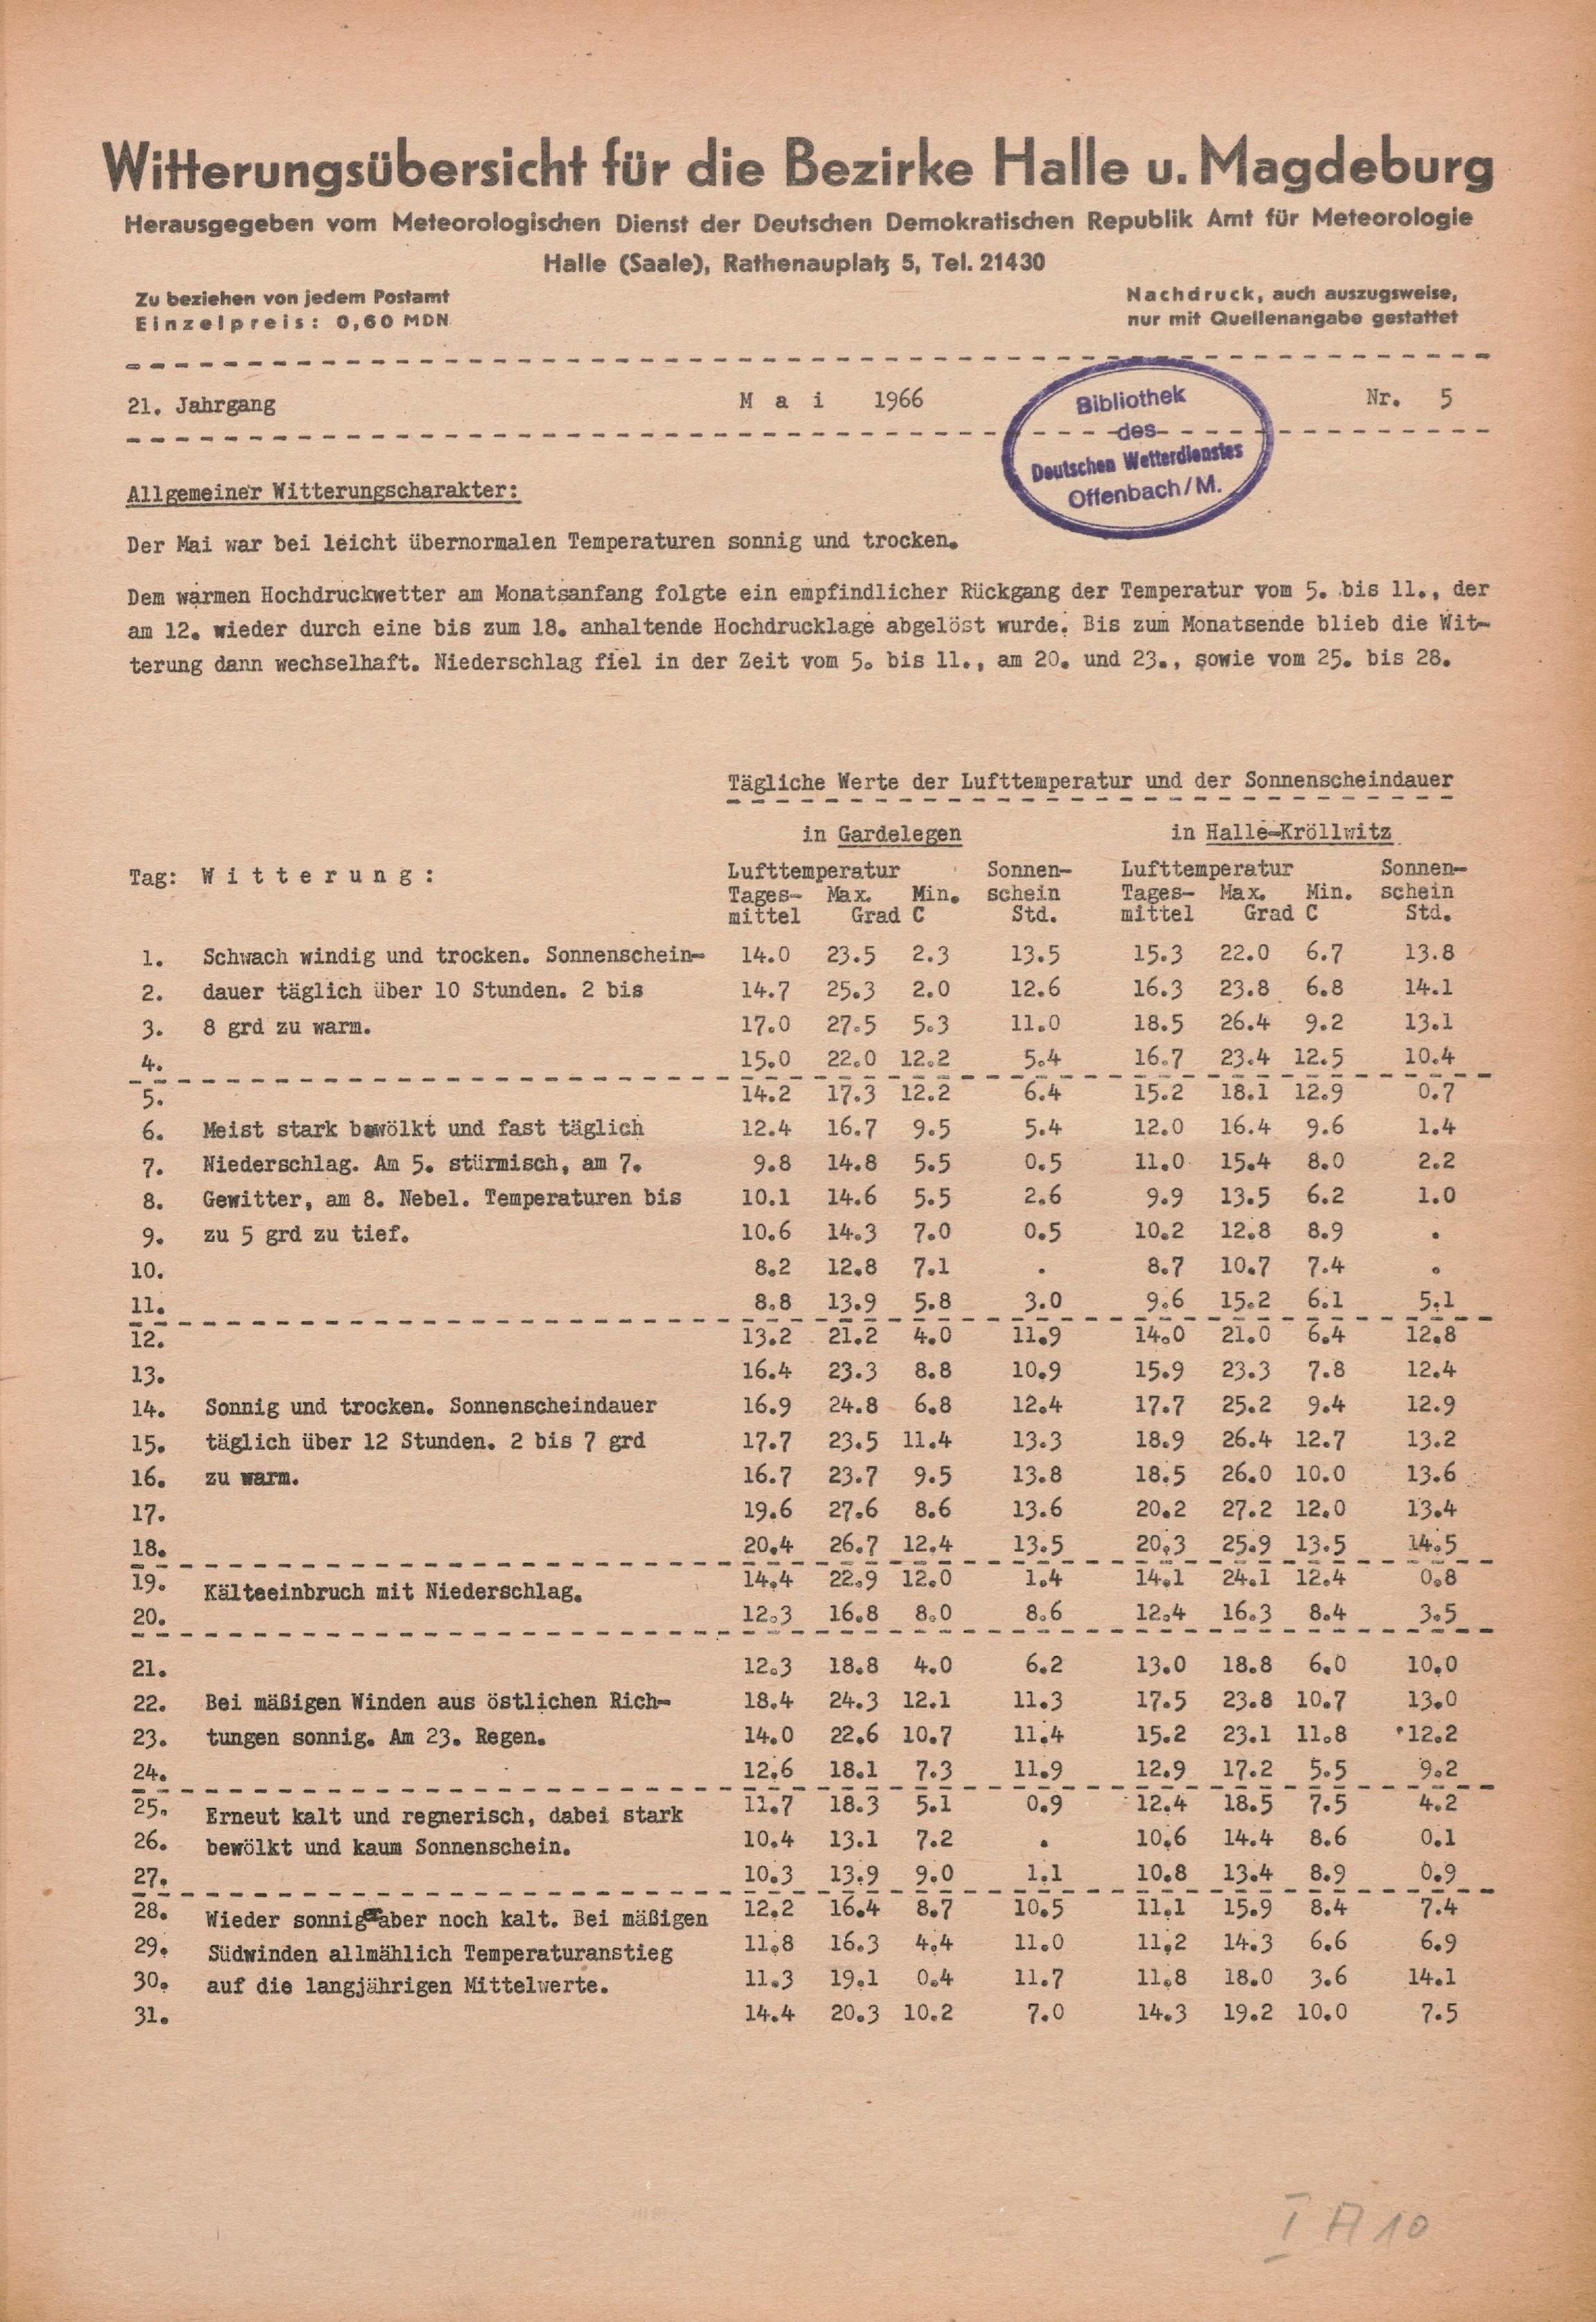 Witterungsübersicht für die Bezirke Halle u. Magdeburg
Herausgegeben vom Meteorologischen Dienst der Deutschen Demokratischen Republik Amt für Meteorologie
Halle (Saale), Rathenauplatz 5, Tel. 21430
Zu beziehen von jedem Postamt
Einzelpreis: 0,60 MDN
Nachdruck, auch auszugsweise,
nur mit Quellenangabe gestattet
21. Jahrgang Mai 1966 Nr. 5
Bibliothek
des
Deutschen Wetterdienstes
Offenbach/M.
Allgemeiner Witterungscharakter:
Der Mai war bei leicht übernormalen Temperaturen sonnig und trocken.
Dem warmen Hochdruckwetter am Monatsanfang folgte ein empfindlicher Rückgang der Temperatur vom 5. bis 11., der
am 12. wieder durch eine bis zum 18. anhaltende Hochdrucklage abgelöst wurde. Bis zum Monatsende blieb die Wit-
terung dann wechselhaft. Niederschlag fiel in der Zeit vom 5. bis 11., am 20. und 23., sowie vom 25. bis 28.
Tägliche Werte der Lufttemperatur und der Sonnenscheindauer
in Gardelegen in Halle-Kröllwitz
Tag: Witterung: Lufttemperatur Sonnen- Lufttemperatur Sonnen-
Tages- Max. Min. schein Tages- Max. Min. schein
mittel Grad C Std. mittel Grad C Std.
1. Schwach windig und trocken. Sonnenschein- 14.0 23.5 2.3 13.5 15.3 22.0 6.7 13.8
2. dauer täglich über 10 Stunden. 2 bis 14.7 25.3 2.0 12.6 16.3 23.8 6.8 14.1
3. 8 grd zu warm. 17.0 27.5 5.3 11.0 18.5 26.4 9.2 13.1
4. 15.0 22.0 12.2 5.4 16.7 23.4 12.5 10.4
5. 14.2 17.3 12.2 6.4 15.2 18.1 12.9 0.7
6. Meist stark bewölkt und fast täglich 12.4 16.7 9.5 5.4 12.0 16.4 9.6 1.4
7. Niederschlag. Am 5. stürmisch, am 7. 9.8 14.8 5.5 0.5 11.0 15.4 8.0 2.2
8. Gewitter, am 8. Nebel. Temperaturen bis 10.1 14.6 5.5 2.6 9.9 13.5 6.2 1.0
9. zu 5 grd zu tief. 10.6 14.3 7.0 0.5 10.2 12.8 8.9 .
10. 8.2 12.8 7.1 . 8.7 10.7 7.4 .
11. 8.8 13.9 5.8 3.0 9.6 15.2 6.1 5.1
12. 13.2 21.2 4.0 11.9 14.0 21.0 6.4 12.8
13. 16.4 23.3 8.8 10.9 15.9 23.3 7.8 12.4
14. Sonnig und trocken. Sonnenscheindauer 16.9 24.8 6.8 12.4 17.7 25.2 9.4 12.9
15. täglich über 12 Stunden. 2 bis 7 grd 17.7 23.5 11.4 13.3 18.9 26.4 12.7 13.2
16. zu warm. 16.7 23.7 9.5 13.8 18.5 26.0 10.0 13.6
17. 19.6 27.6 8.6 13.6 20.2 27.2 12.0 13.4
18. 20.4 26.7 12.4 13.5 20.3 25.9 13.5 14.5
19. Kälteeinbruch mit Niederschlag. 14.4 22.9 12.0 1.4 14.1 24.1 12.4 0.8
20. 12.3 16.8 8.0 8.6 12.4 16.3 8.4 3.5
21. 12.3 18.8 4.0 6.2 13.0 18.8 6.0 10.0
22. Bei mäßigen Winden aus östlichen Rich- 18.4 24.3 12.1 11.3 17.5 23.8 10.7 13.0
23. tungen sonnig. Am 23. Regen. 14.0 22.6 10.7 11.4 15.2 23.1 11.8 12.2
24. 12.6 18.1 7.3 11.9 12.9 17.2 5.5 9.2
25. Erneut kalt und regnerisch, dabei stark 11.7 18.3 5.1 0.9 12.4 18.5 7.5 4.2
26. bewölkt und kaum Sonnenschein. 10.4 13.1 7.2 . 10.6 14.4 8.6 0.1
27. 10.3 13.9 9.0 1.1 10.8 13.4 8.9 0.9
28. Wieder sonniger aber noch kalt. Bei mäßigen 12.2 16.4 8.7 10.5 11.1 15.9 8.4 7.4
29. Südwinden allmählich Temperaturanstieg 11.8 16.3 4.4 11.0 11.2 14.3 6.6 6.9
30. auf die langjährigen Mittelwerte. 11.3 19.1 0.4 11.7 11.8 18.0 3.6 14.1
31. 14.4 20.3 10.2 7.0 14.3 19.2 10.0 7.5
I A 10